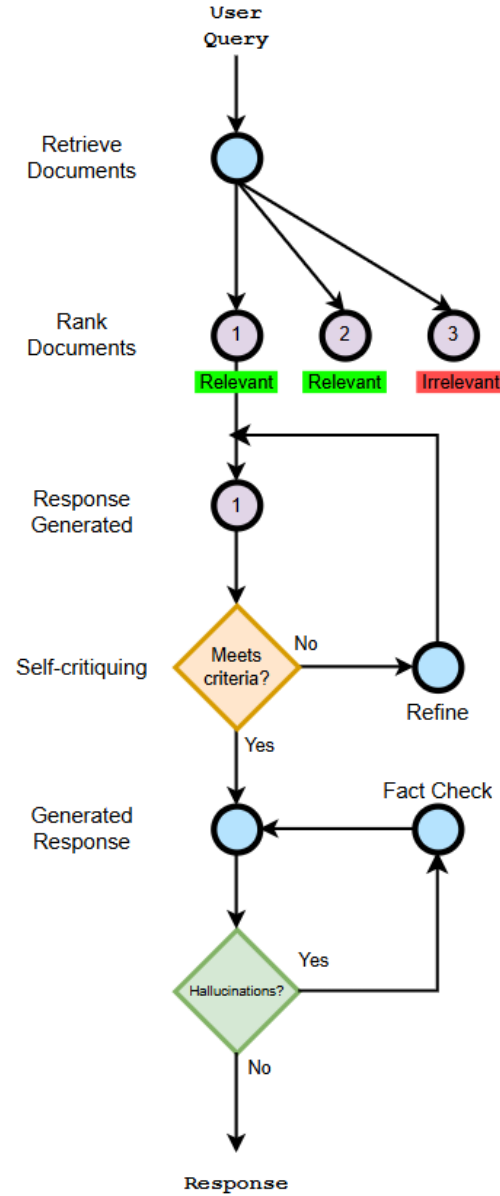 User
Query
Retrieve
Documents
Rank
Documents
1
2
3
Relevant
Relevant
Irrelevant
Response
Generated
1
Self-critiquing
Meets
criteria?
No
Refine
Yes
Generated
Response
Fact Check
Hallucinations?
Yes
No
Response